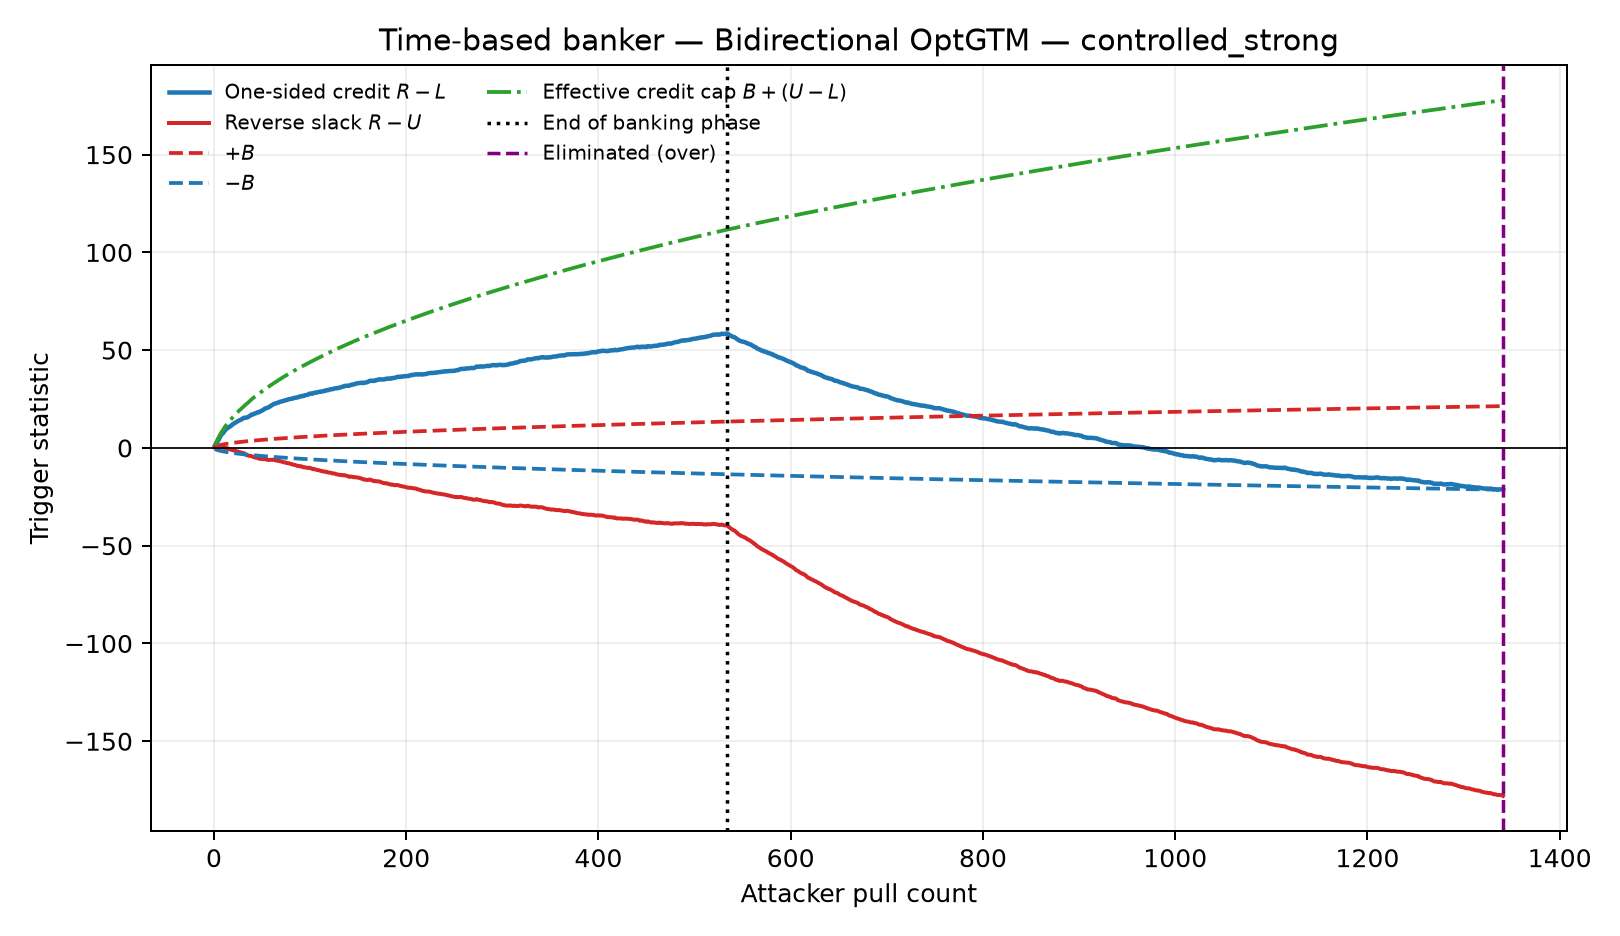 Time-based banker — Bidirectional OptGTM — controlled_strong
One-sided credit R − L
Reverse slack R − U
+B
−B
Effective credit cap B + (U − L)
End of banking phase
Eliminated (over)
Trigger statistic
150
100
50
0
−50
−100
−150
0 200 400 600 800 1000 1200 1400
Attacker pull count